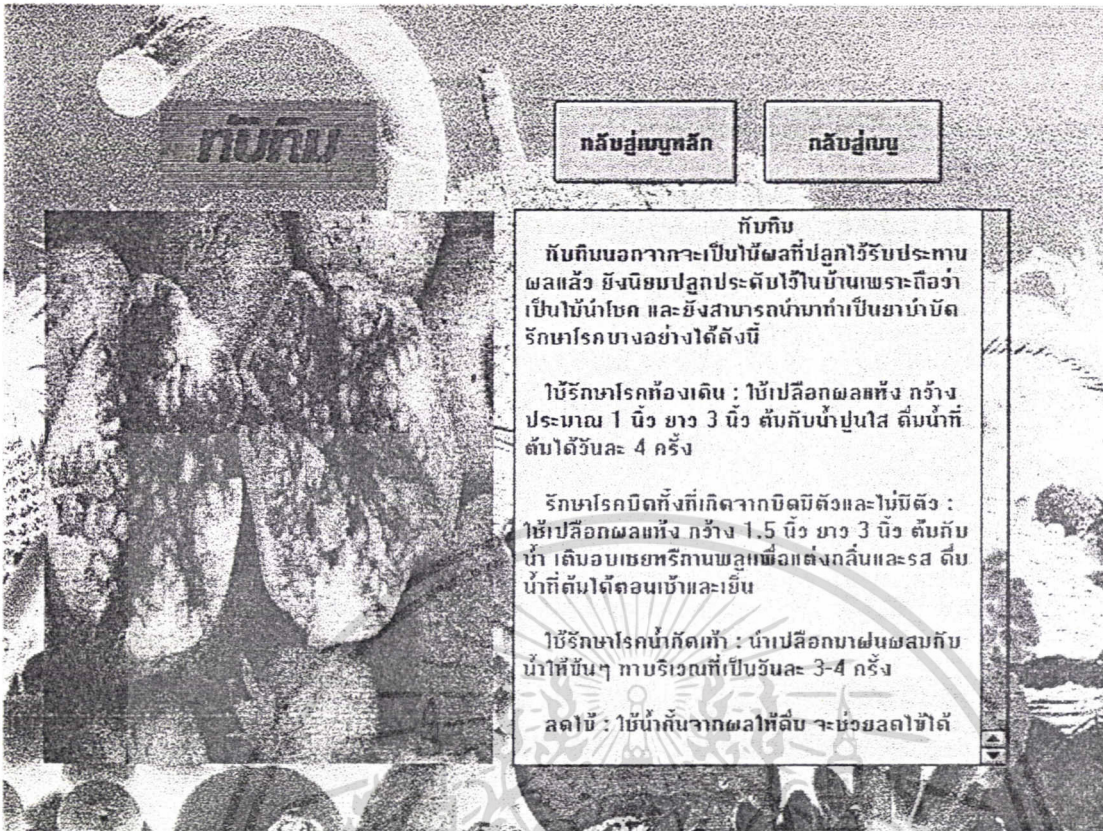 ทับทิม
กลับสู่เมนูหลัก
กลับสู่เมนู
ทับทิม
ทับทิมนอกจากจะเป็นไม้ผลที่ปลูกไว้รับประทาน
ผลแล้ว ยังนิยมปลูกประดับไว้ในบ้านเพราะถือว่า
เป็นไม้นำโชค และยังสามารถนำมาทำเป็นยาบำบัด
รักษาโรคบางอย่างได้ดังนี้
ใช้รักษาโรคท้องเดิน : ใช้เปลือกผลแห้ง กว้าง
ประมาณ 1 นิ้ว ยาว 3 นิ้ว ต้มกับน้ำปูนใส ดื่มน้ำที่
ต้มได้วันละ 4 ครั้ง
รักษาโรคบิดทั้งที่เกิดจากบิดมีตัวและไม่มีตัว :
ใช้เปลือกผลแห้ง กว้าง 1.5 นิ้ว ยาว 3 นิ้ว ต้มกับ
น้ำ เติมอบเชยหรือกานพลูเพื่อแต่งกลิ่นและรส ดื่ม
น้ำที่ต้มได้ตอนเช้าและเย็น
ใช้รักษาโรคน้ำกัดเท้า : นำเปลือกมาฝนผสมกับ
น้ำให้ข้นๆ ทาบริเวณที่เป็นวันละ 3-4 ครั้ง
ลดไข้ : ใช้น้ำคั้นจากผลให้ดื่ม จะช่วยลดไข้ได้